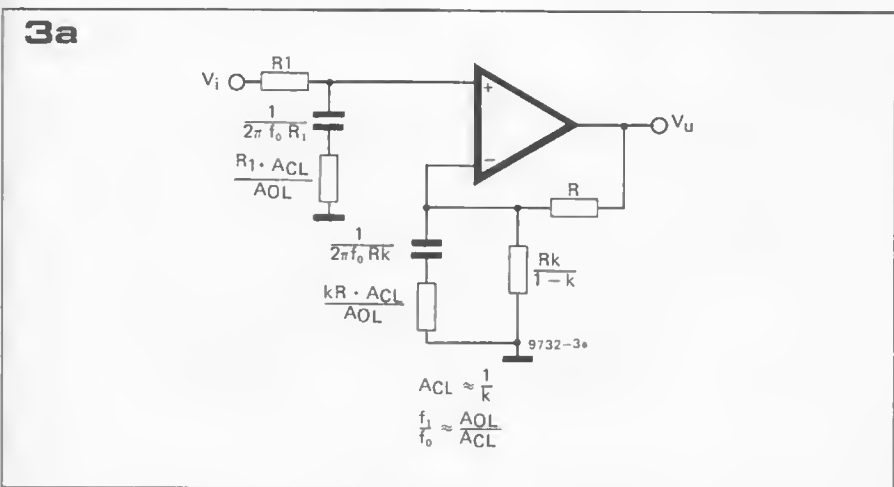 3a
R1
Vi
1
2π f0 R1
R1 · ACL
AOL
+
−
Vu
R
1
2πf0 Rk
kR · ACL
AOL
Rk
1 − k
9732-3a
ACL ≈ 1/k
f1/f0 ≈ AOL/ACL